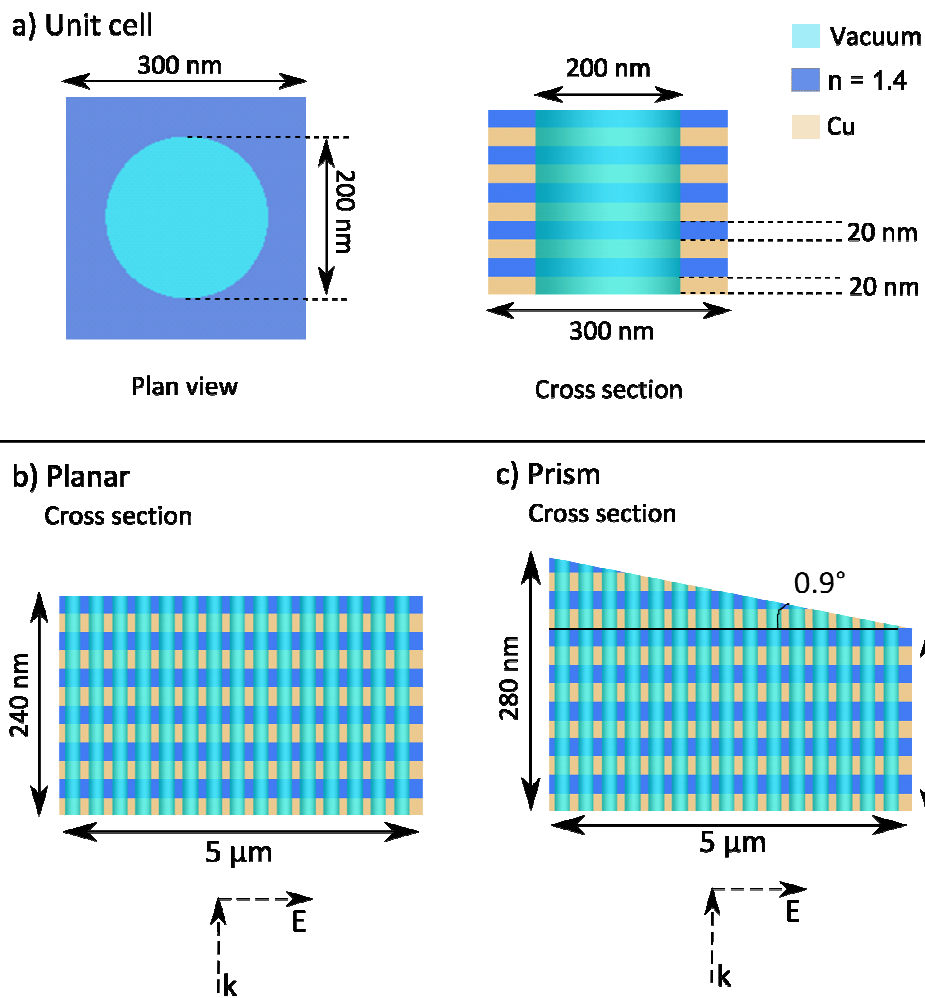 a) Unit cell
300 nm
200 nm
Plan view
200 nm
20 nm
20 nm
300 nm
Cross section
Vacuum
n = 1.4
Cu
b) Planar
Cross section
240 nm
5 µm
E
k
c) Prism
Cross section
0.9°
280 nm
5 µm
E
k